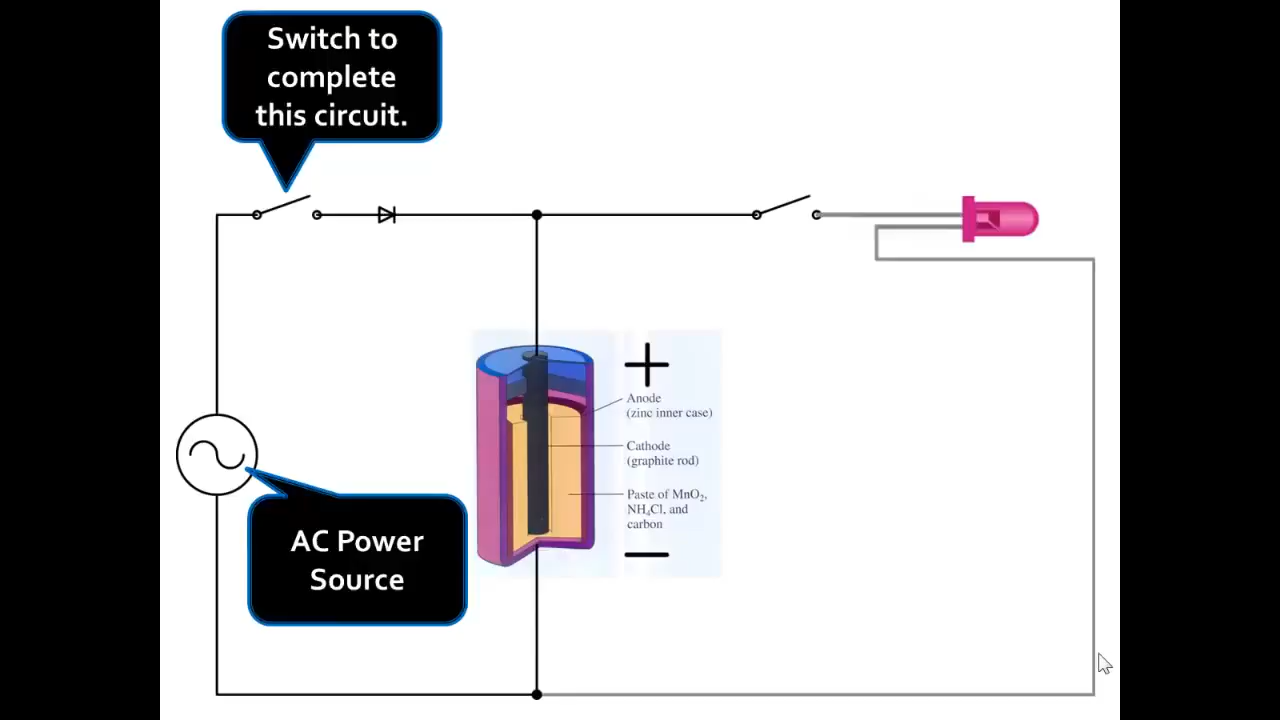 Switch to
complete
this circuit.
Anode
(zinc inner case)
Cathode
(graphite rod)
Paste of MnO₂,
NH₄Cl, and
carbon
AC Power
Source